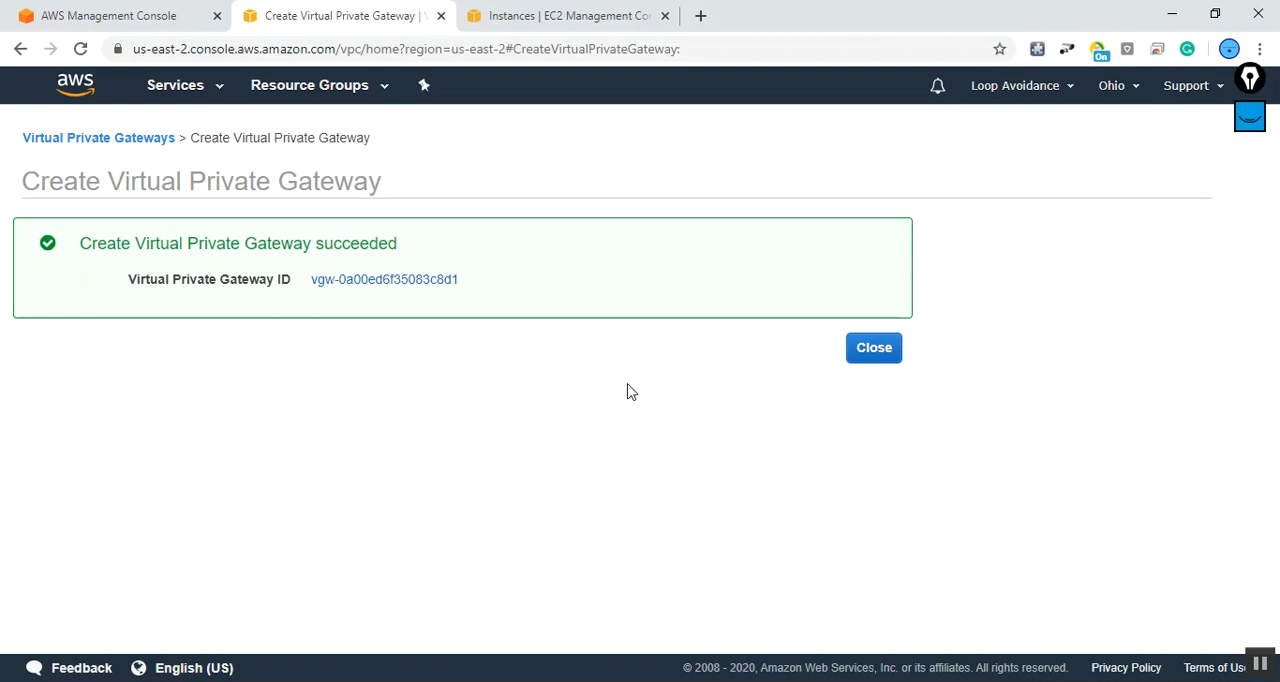 AWS Management Console
Create Virtual Private Gateway | V
Instances | EC2 Management Co
us-east-2.console.aws.amazon.com/vpc/home?region=us-east-2#CreateVirtualPrivateGateway:
On
aws
Services
Resource Groups
Loop Avoidance
Ohio
Support
Virtual Private Gateways > Create Virtual Private Gateway
Create Virtual Private Gateway
Create Virtual Private Gateway succeeded
Virtual Private Gateway ID vgw-0a00ed6f35083c8d1
Close
Feedback
English (US)
© 2008 - 2020, Amazon Web Services, Inc. or its affiliates. All rights reserved.
Privacy Policy
Terms of Us